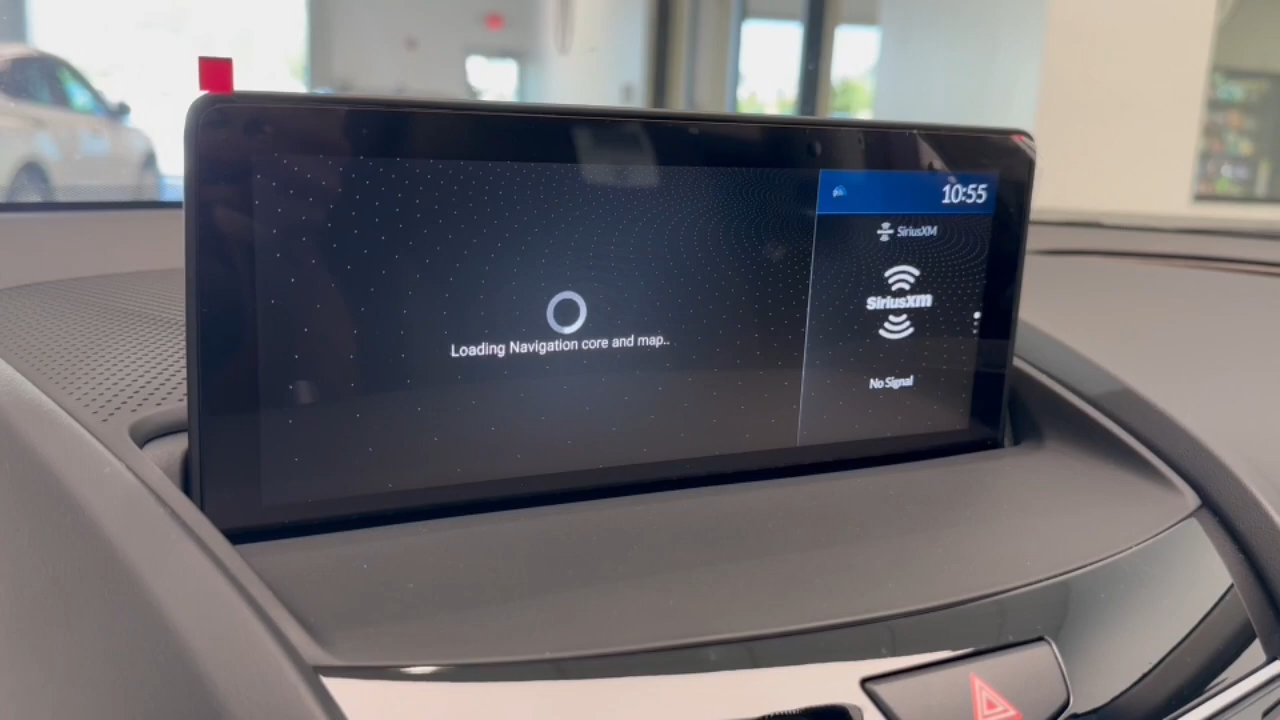 10:55
SiriusXM
SiriusXm
Loading Navigation core and map..
No Signal